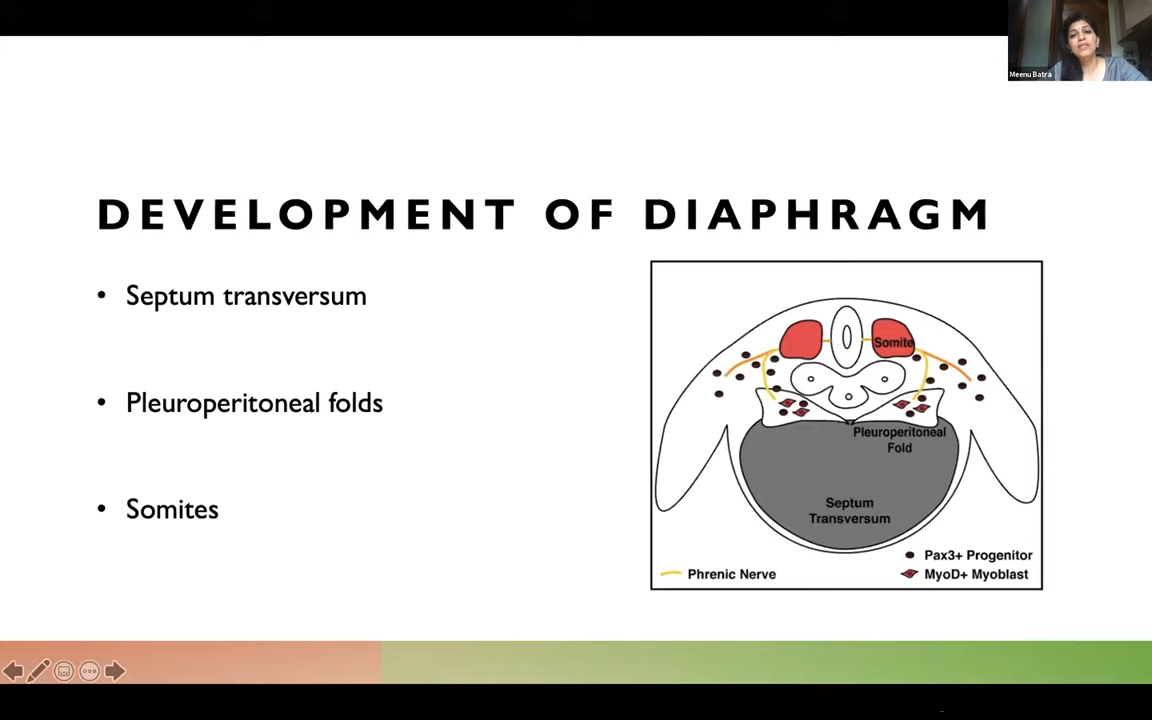 Meenu Batra
DEVELOPMENT OF DIAPHRAGM
• Septum transversum
• Pleuroperitoneal folds
• Somites
Somite
Pleuroperitoneal
Fold
Septum
Transversum
Pax3+ Progenitor
Phrenic Nerve
MyoD+ Myoblast